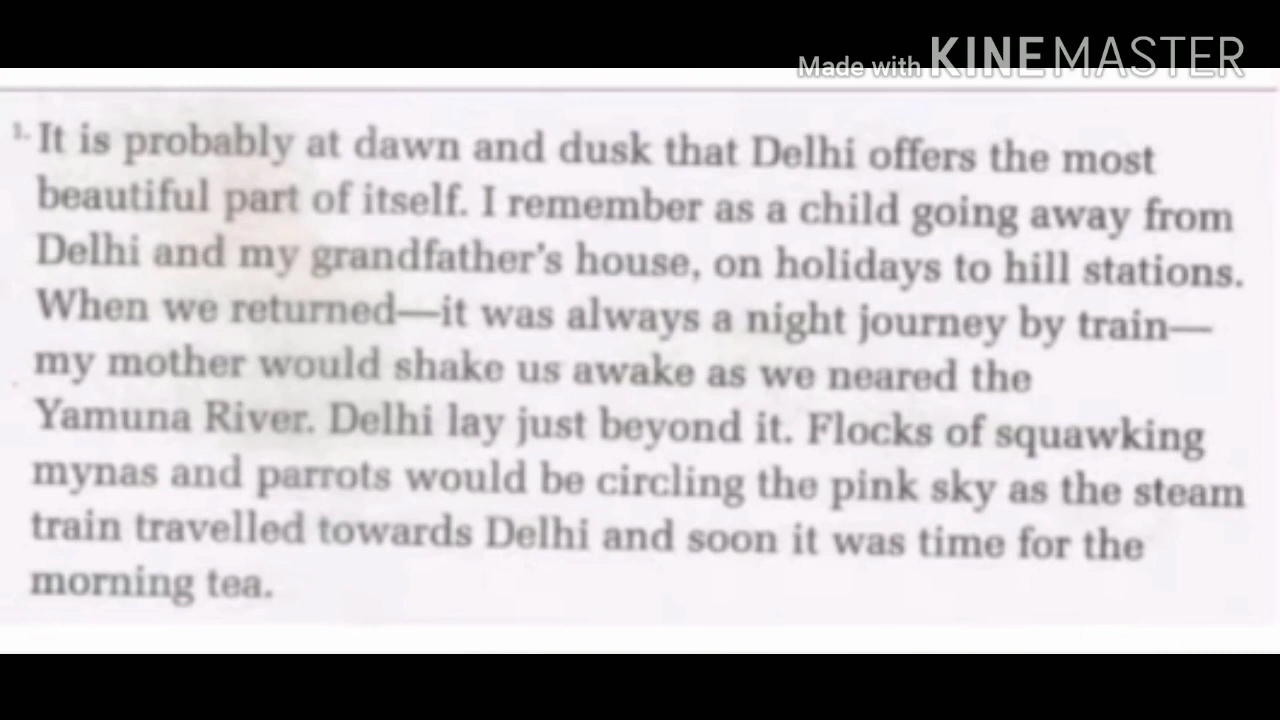 Made with KINEMASTER
1. It is probably at dawn and dusk that Delhi offers the most
beautiful part of itself. I remember as a child going away from
Delhi and my grandfather's house, on holidays to hill stations.
When we returned—it was always a night journey by train—
my mother would shake us awake as we neared the
Yamuna River. Delhi lay just beyond it. Flocks of squawking
mynas and parrots would be circling the pink sky as the steam
train travelled towards Delhi and soon it was time for the
morning tea.